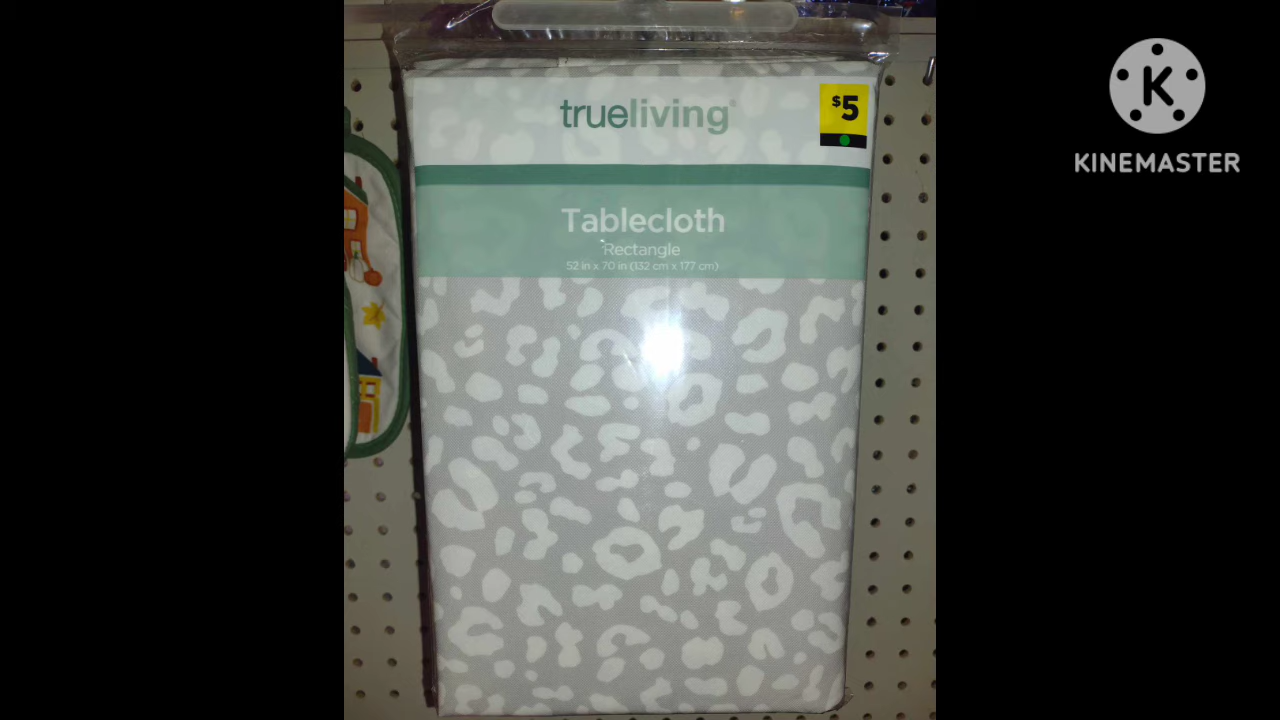 trueliving
$5
Tablecloth
Rectangle
52 in x 70 in (132 cm x 177 cm)
K
KINEMASTER